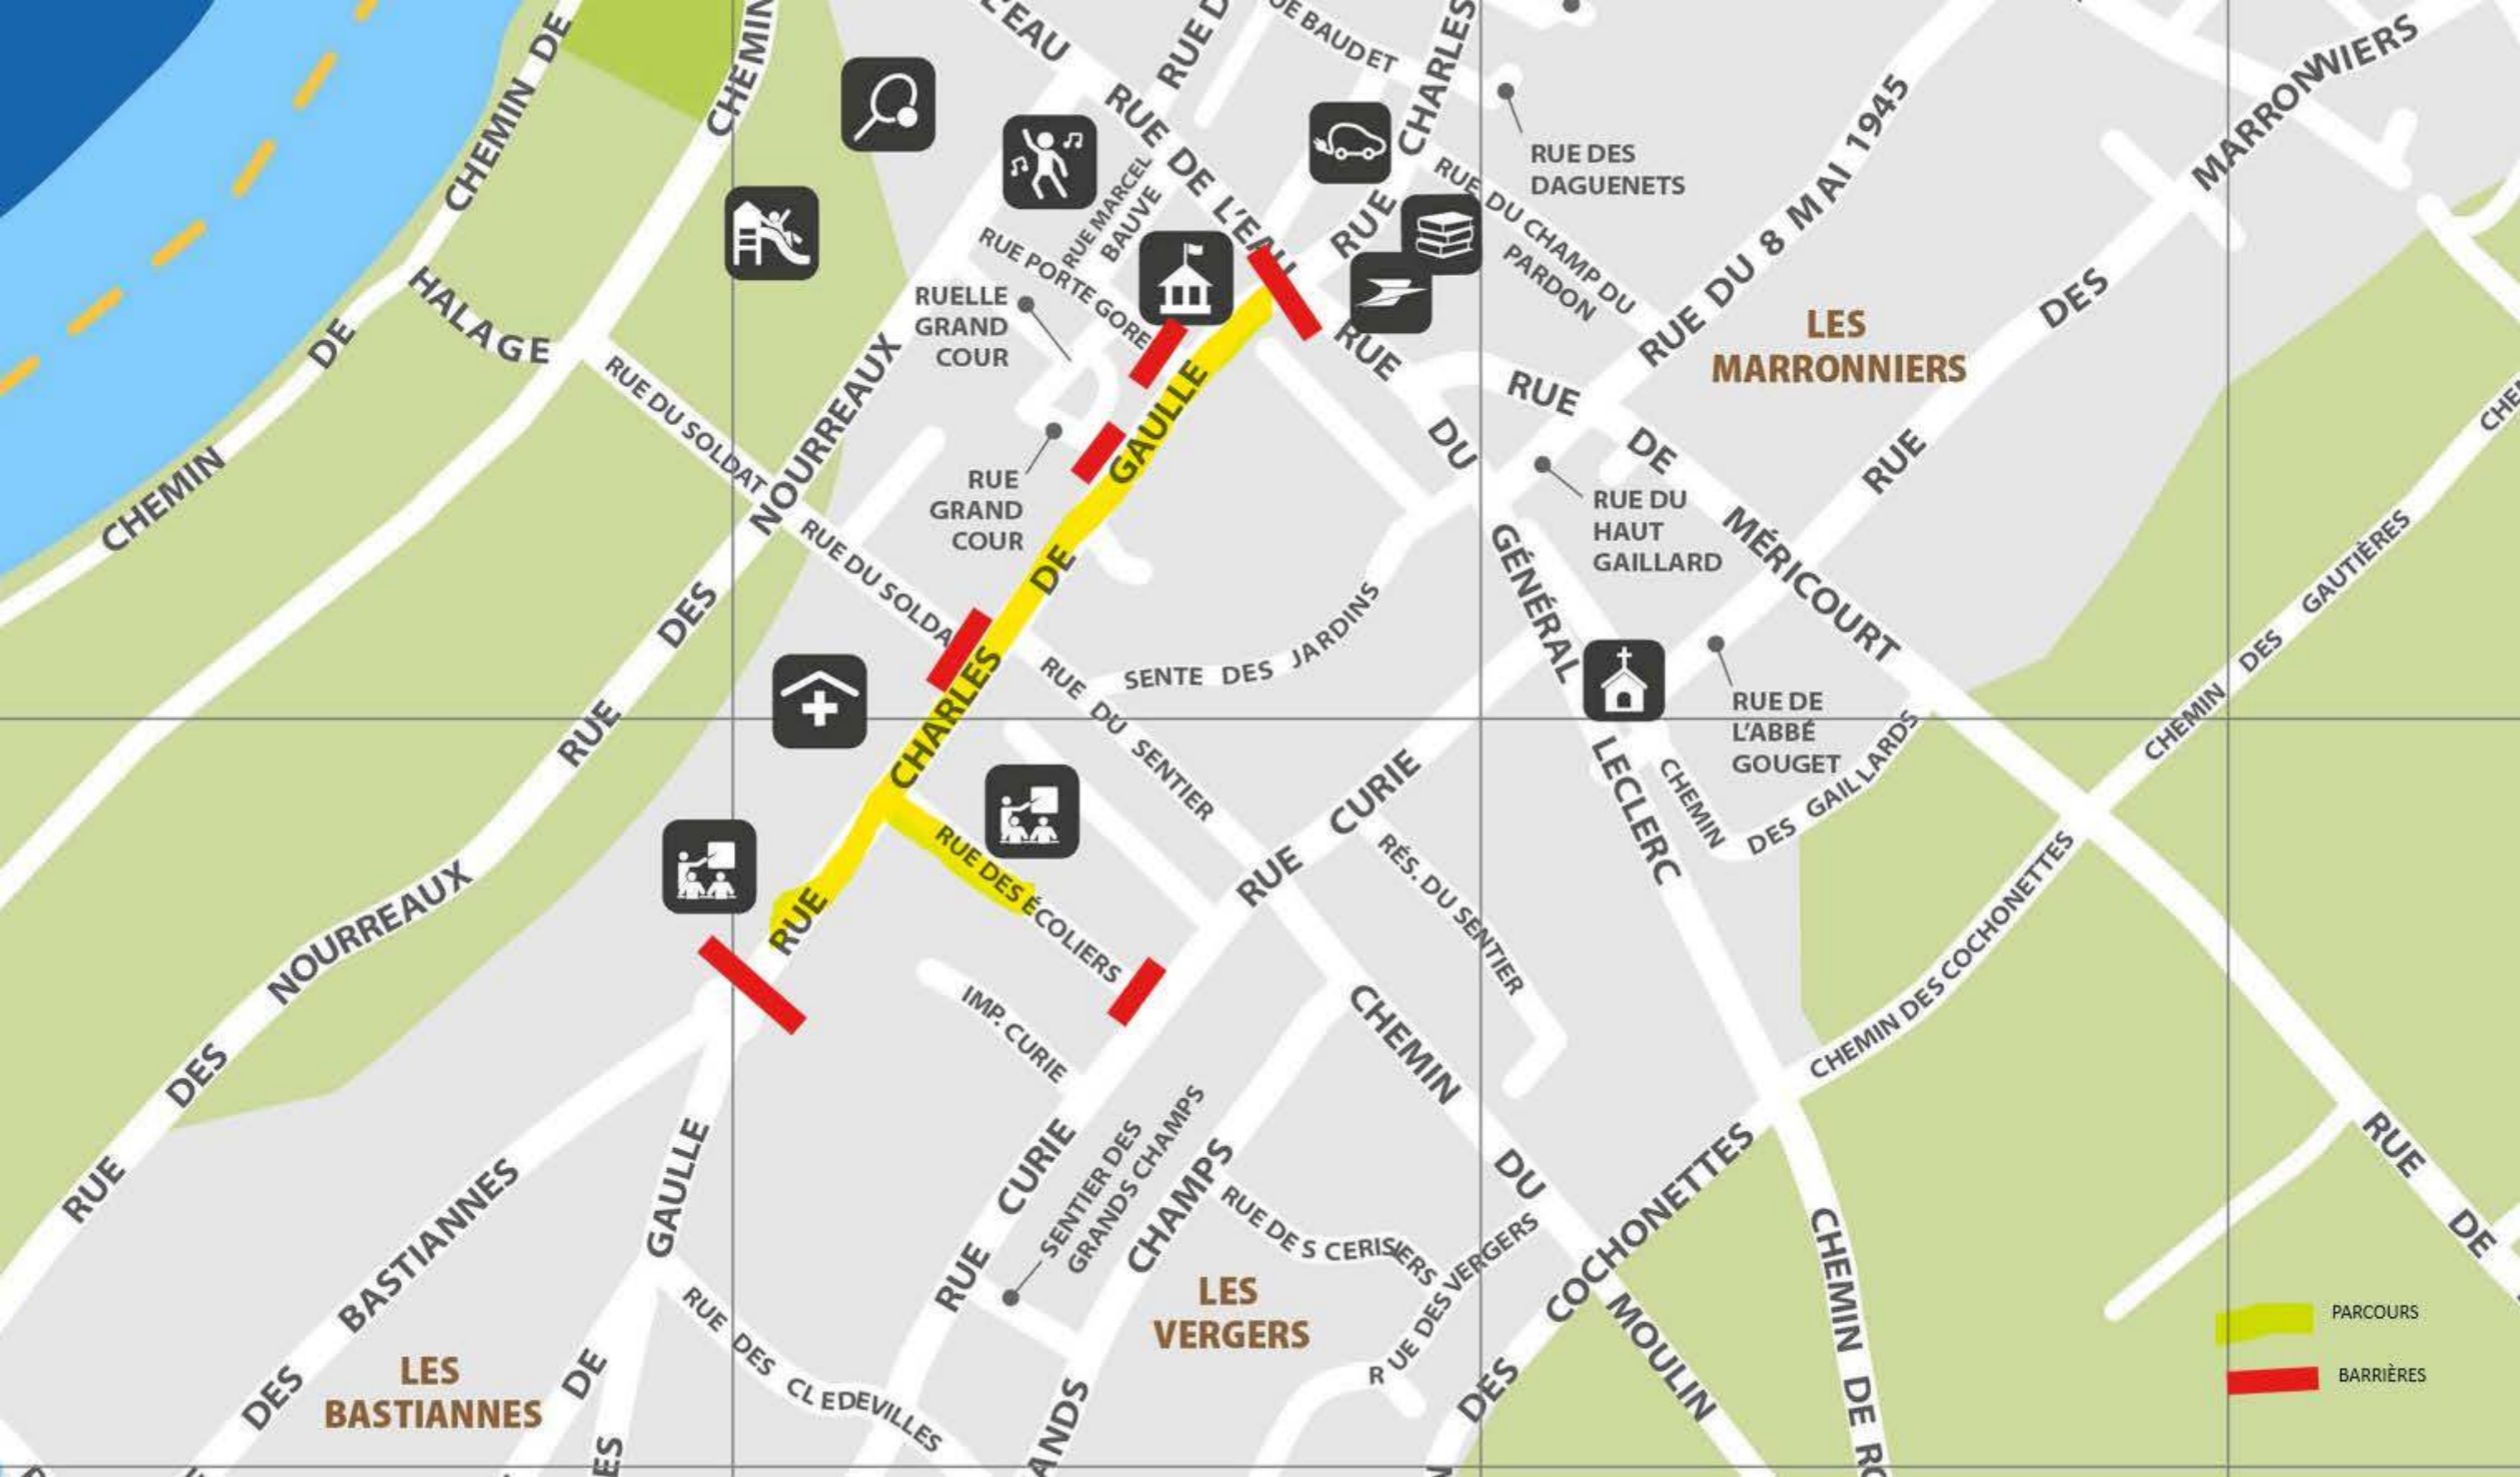 L'EAU
RUE D
UE BAUDET
CHARLES
RUE
CHEMIN DE
CHEMIN
HALAGE
DE
CHEMIN
RUE DE L'EAU
RUE MARCEL
BAUVE
RUE PORTE GORE
RUELLE
GRAND
COUR
RUE
GRAND
COUR
RUE DES
DAGUENETS
RUE DU CHAMP DU
PARDON
RUE DU 8 MAI 1945
RUE DES MARRONNIERS
LES
MARRONNIERS
RUE DU SOLDAT
RUE DU SOLDA
RUE DES NOURREAUX
RUE DES NOURREAUX
RUE CHARLES DE GAULLE
RUE DU GÉNÉRAL LECLERC
RUE DE MÉRICOURT
RUE DU
HAUT
GAILLARD
RUE DE
L'ABBÉ
GOUGET
CHEMIN DES GAILLARDS
CHEMIN DES GAUTIÈRES
CHE
SENTE DES JARDINS
RUE DU SENTIER
RUE DES ÉCOLIERS
RUE CURIE
RÉS. DU SENTIER
IMP. CURIE
RUE CURIE
SENTIER DES
GRANDS CHAMPS
CHAMPS
ANDS
CHEMIN DU MOULIN
CHEMIN DES COCHONETTES
DES COCHONETTES
CHEMIN DE RO
RUE DE
RUE DES CERISIERS
RUE DES VERGERS
LES
VERGERS
DES BASTIANNES
DE GAULLE
ES
RUE DES CLEDEVILLES
LES
BASTIANNES
PARCOURS
BARRIÈRES